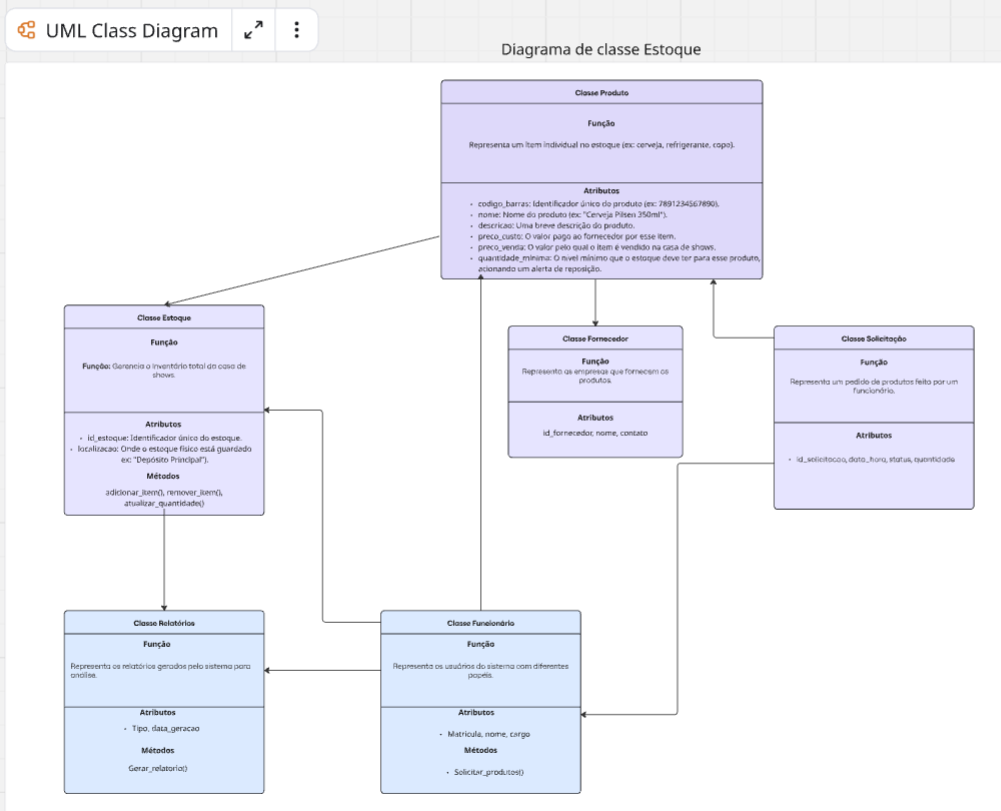 UML Class Diagram
Diagrama de classe Estoque
Classe Produto
Função
Representa um item individual no estoque (ex: cerveja, refrigerante, copo).
Atributos
• codigo_barras: Identificador único do produto (ex: 7891234567890).
• nome: Nome do produto (ex: "Cerveja Pilsen 350ml").
• descricao: Uma breve descrição do produto.
• preco_custo: O valor pago ao fornecedor por esse item.
• preco_venda: O valor pelo qual o item é vendido na casa de shows.
• quantidade_minima: O nível mínimo que o estoque deve ter para esse produto,
acionando um alerta de reposição.
Classe Estoque
Função
Função: Gerencia o inventário total da casa de
shows.
Atributos
• id_estoque: Identificador único do estoque.
• localizacao: Onde o estoque físico está guardado
ex: "Depósito Principal").
Métodos
adicionar_item(), remover_item(),
atualizar_quantidade()
Classe Fornecedor
Função
Representa as empresas que fornecem os
produtos.
Atributos
id_fornecedor, nome, contato
Classe Solicitação
Função
Representa um pedido de produtos feito por um
funcionário.
Atributos
• id_solicitacao, data_hora, status, quantidade
Classe Relatórios
Função
Representa os relatórios gerados pelo sistema para
análise.
Atributos
• Tipo, data_geracao
Métodos
Gerar_relatorio()
Classe Funcionário
Função
Representa os usuários do sistema com diferentes
papéis.
Atributos
• Matricula, nome, cargo
Métodos
• Solicitar_produtos()